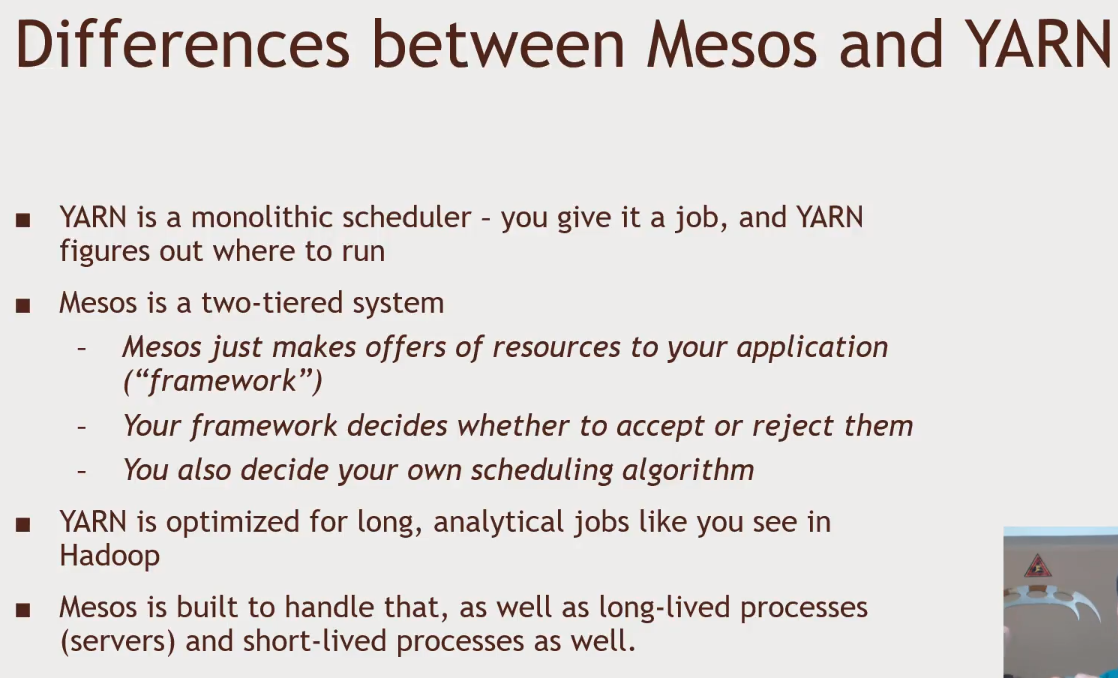 Differences between Mesos and YARN
▪ YARN is a monolithic scheduler – you give it a job, and YARN
figures out where to run
▪ Mesos is a two-tiered system
– Mesos just makes offers of resources to your application
(“framework”)
– Your framework decides whether to accept or reject them
– You also decide your own scheduling algorithm
▪ YARN is optimized for long, analytical jobs like you see in
Hadoop
▪ Mesos is built to handle that, as well as long-lived processes
(servers) and short-lived processes as well.